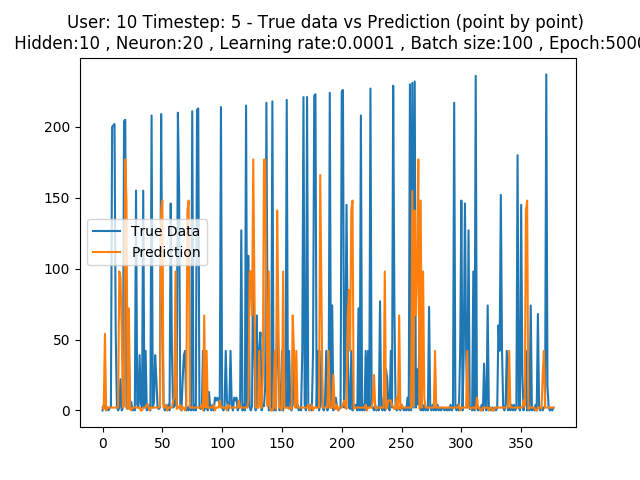 User: 10 Timestep: 5 - True data vs Prediction (point by point)
Hidden:10 , Neuron:20 , Learning rate:0.0001 , Batch size:100 , Epoch:5000
200
150
100
50
0
True Data
Prediction
0 50 100 150 200 250 300 350